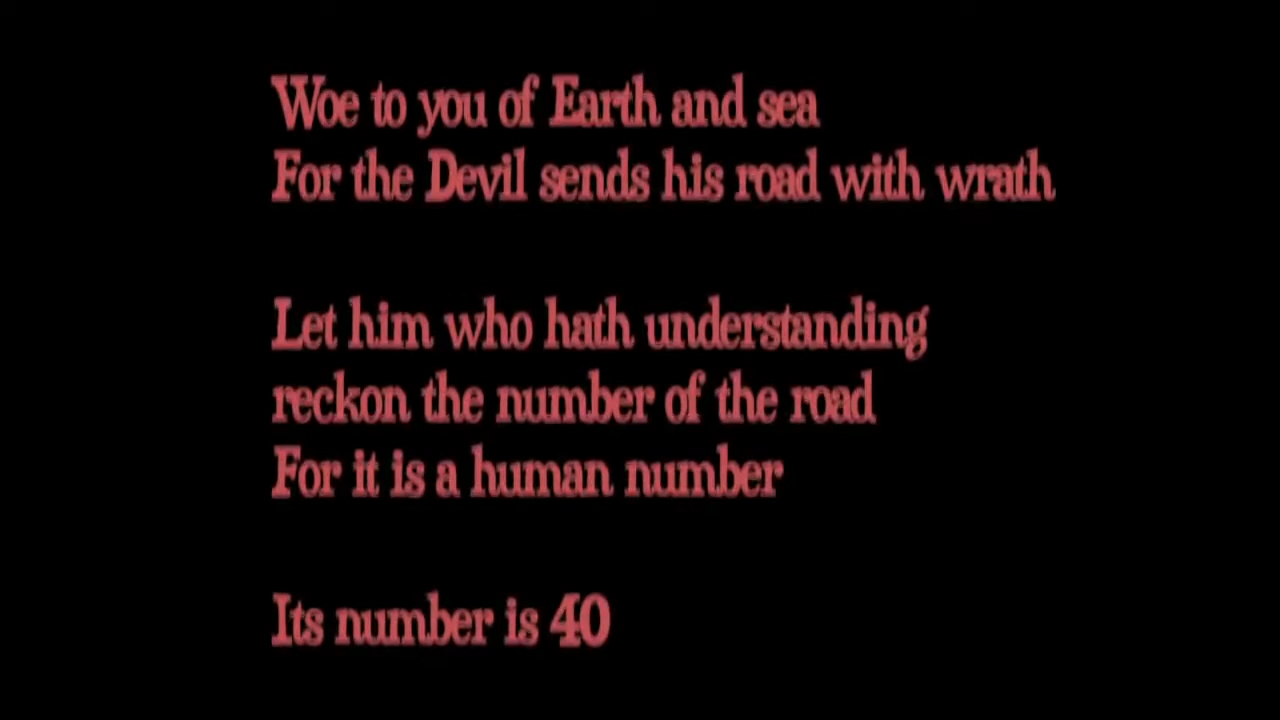 Woe to you of Earth and sea
For the Devil sends his road with wrath
Let him who hath understanding
reckon the number of the road
For it is a human number
Its number is 40